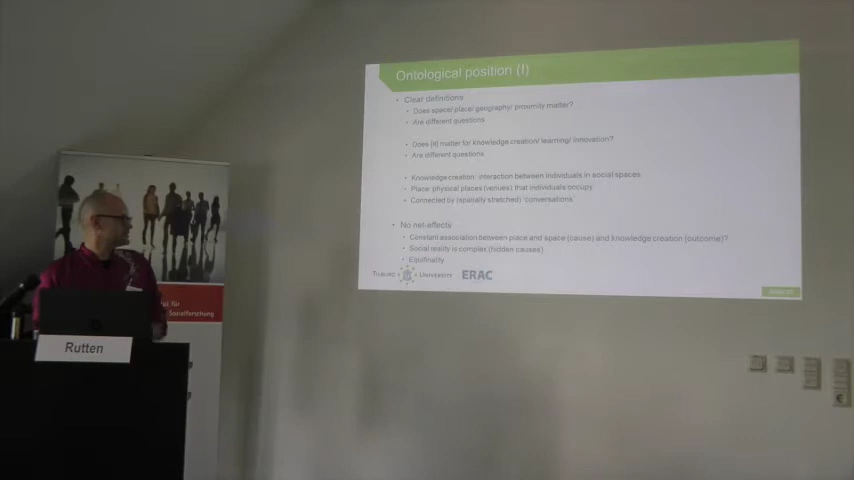 Ontological position (I)
Clear definitions
Does space/ place/ geography/ proximity matter?
Are different questions
Does [it] matter for knowledge creation/ learning/ innovation?
Are different questions
Knowledge creation: interaction between individuals in social spaces
Place: physical places (venues) that individuals occupy
Connected by (spatially stretched) 'conversations'
No net-effects
Constant association between place and space (cause) and knowledge creation (outcome)?
Social reality is complex (hidden causes)
Equifinality
TILBURG UNIVERSITY ERAC
für
Sozialforschung
Rutten